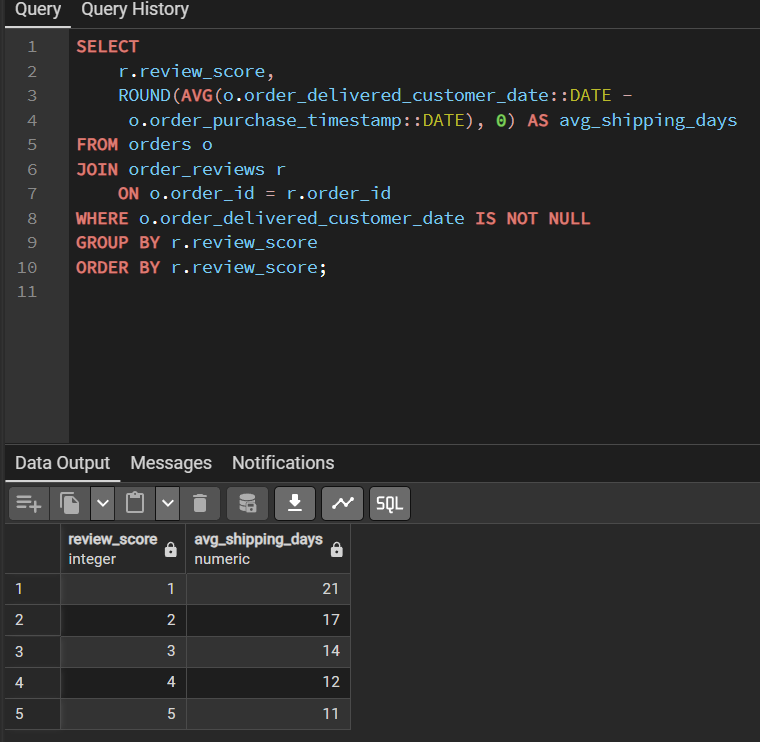 Query Query History
1 SELECT
2 r.review_score,
3 ROUND(AVG(o.order_delivered_customer_date::DATE -
4 o.order_purchase_timestamp::DATE), 0) AS avg_shipping_days
5 FROM orders o
6 JOIN order_reviews r
7 ON o.order_id = r.order_id
8 WHERE o.order_delivered_customer_date IS NOT NULL
9 GROUP BY r.review_score
10 ORDER BY r.review_score;
11
Data Output Messages Notifications
SQL
review_score avg_shipping_days
integer numeric
1 1 21
2 2 17
3 3 14
4 4 12
5 5 11